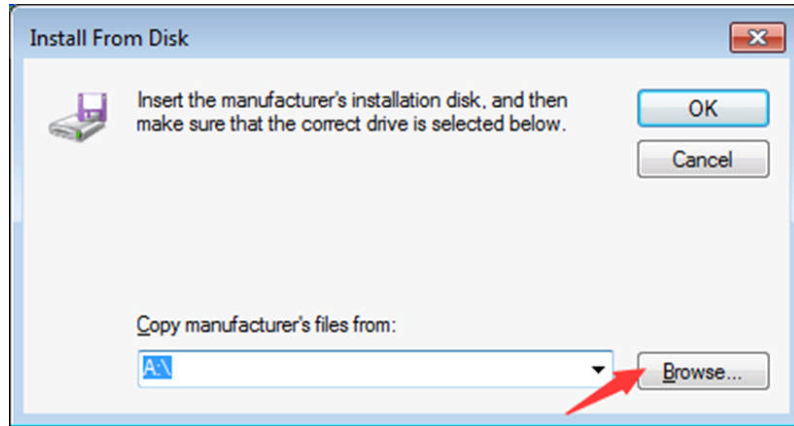 Install From Disk
Insert the manufacturer's installation disk, and then
make sure that the correct drive is selected below.
OK
Cancel
Copy manufacturer's files from:
A:\
Browse...